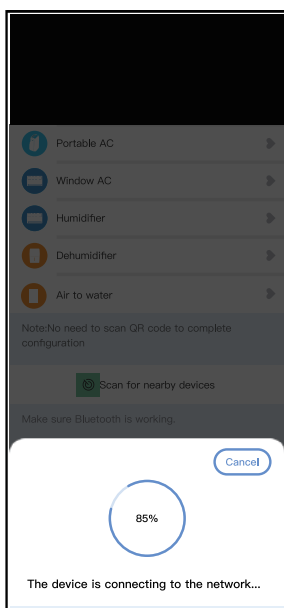 Portable AC
Window AC
Humidifier
Dehumidifier
Air to water
Note:No need to scan QR code to complete
configuration
Scan for nearby devices
Make sure Bluetooth is working.
Cancel
85%
The device is connecting to the network...